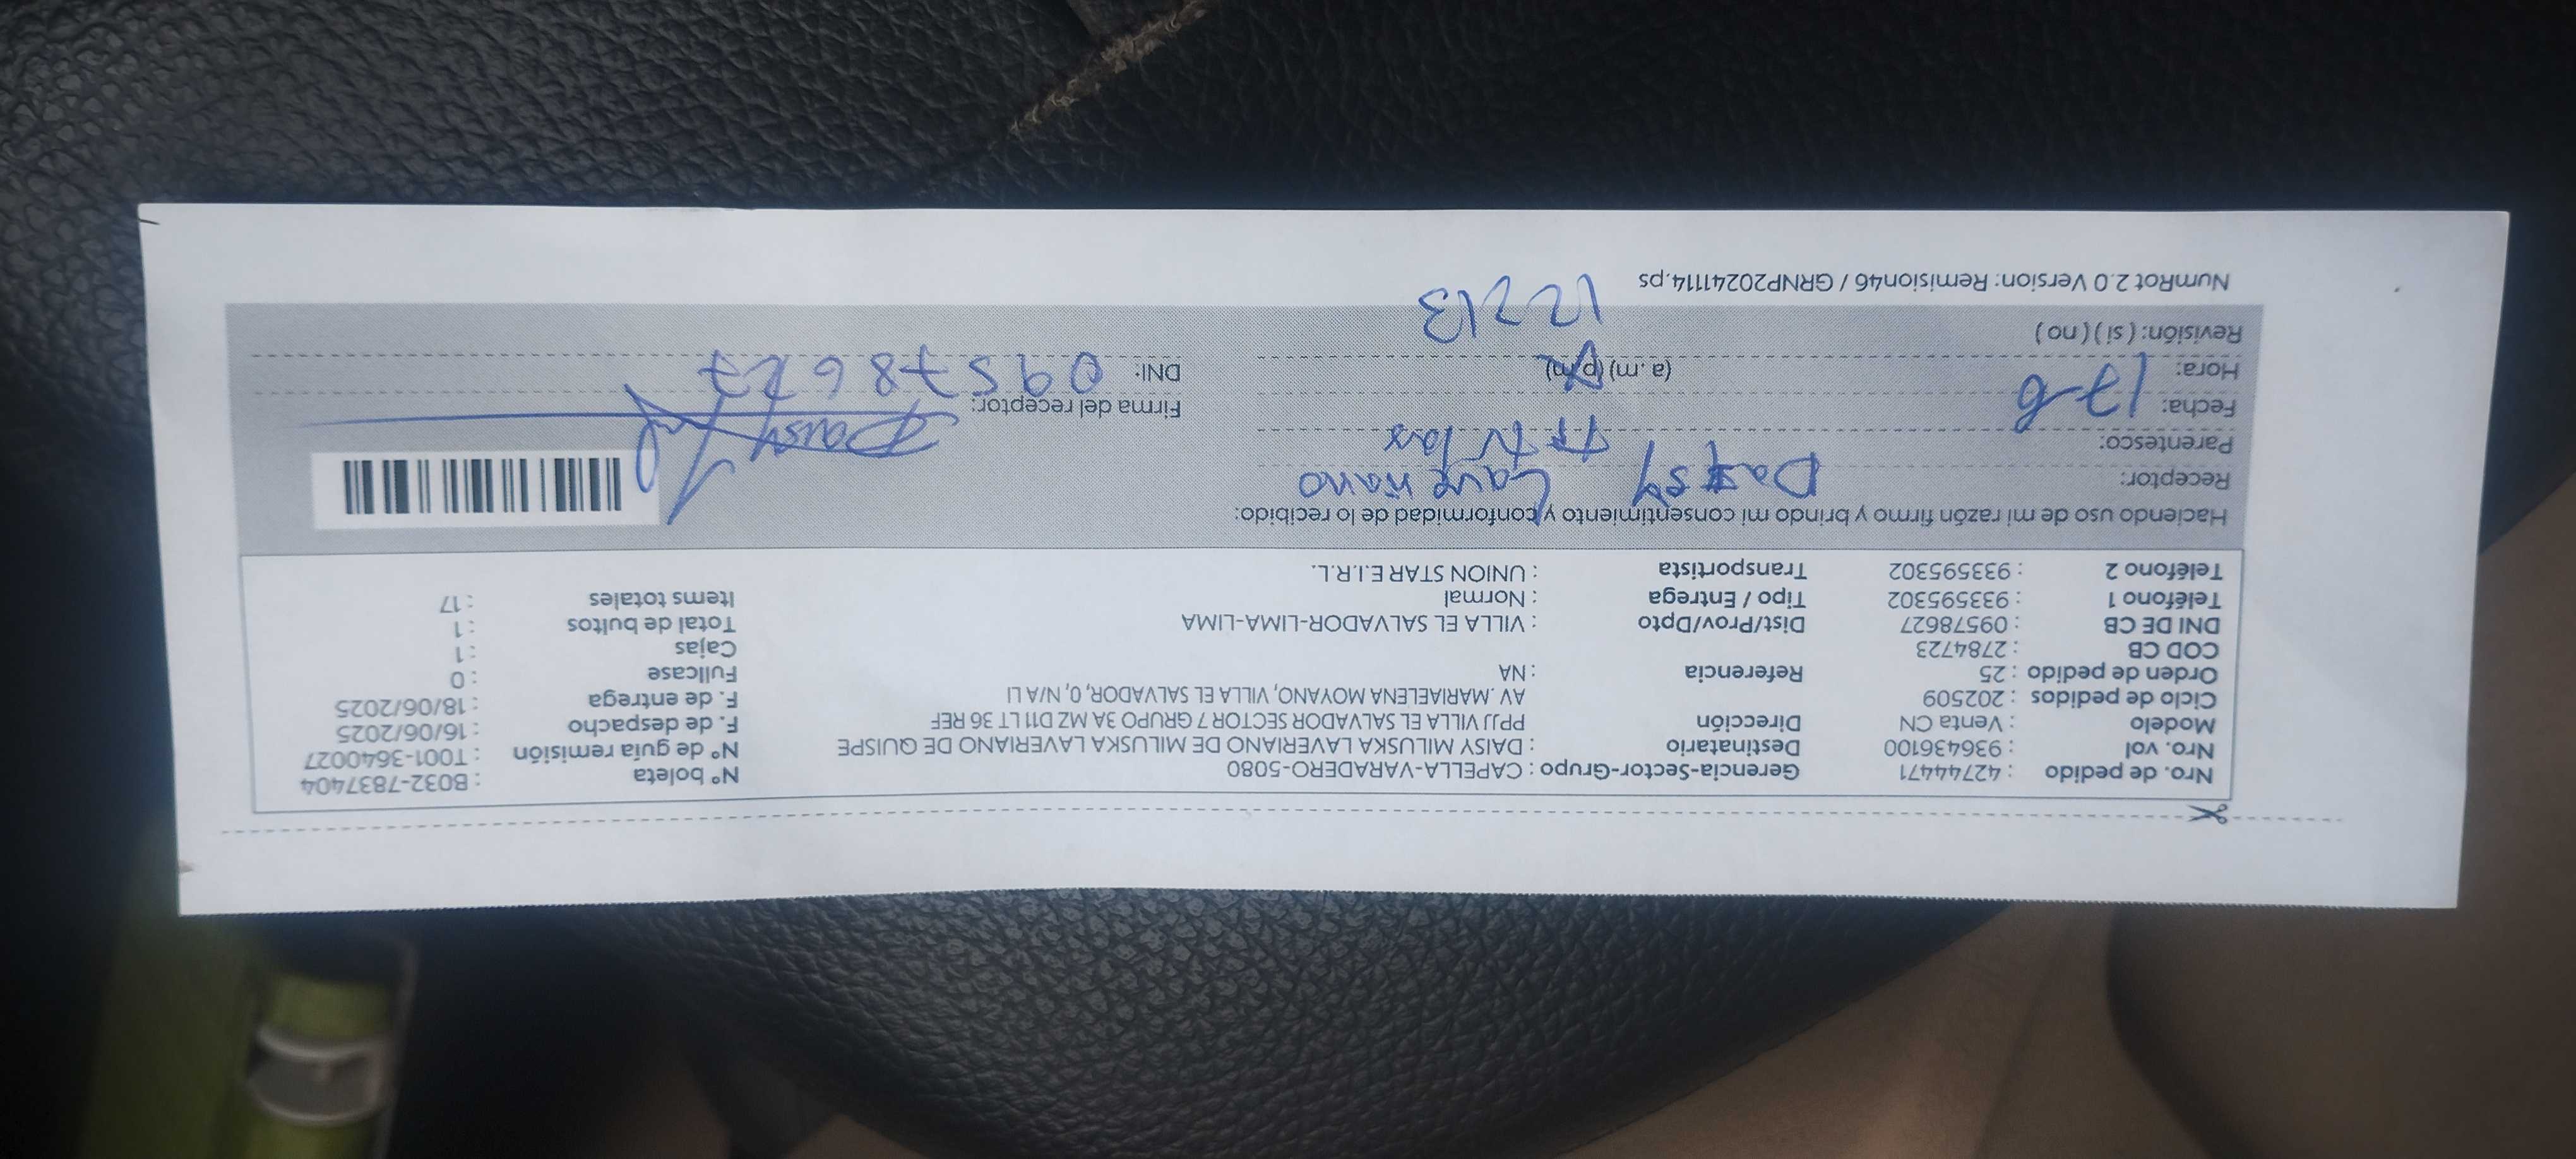 Nro. de pedido : 42744471 Gerencia-Sector-Grupo : CAPELLA-VARADERO-5080 N° boleta : B032-7837404
Nro. vol : 936436100 Destinatario : DAISY MILUSKA LAVERIANO DE MILUSKA LAVERIANO DE QUISPE N° de guía remisión : T001-3640027
Modelo : Venta CN Dirección PPJJ VILLA EL SALVADOR SECTOR 7 GRUPO 3A MZ D11 LT 36 REF F. de despacho : 16/06/2025
Ciclo de pedidos : 202509 AV. MARIAELENA MOYANO, VILLA EL SALVADOR, 0, N/A LI F. de entrega : 18/06/2025
Orden de pedido : 25 Referencia : NA Fullcase : 0
COD CB : 2784723 Cajas : 1
DNI DE CB : 09578627 Dist/Prov/Dpto : VILLA EL SALVADOR-LIMA-LIMA Total de bultos : 1
Teléfono 1 : 933595302 Tipo / Entrega : Normal Items totales : 17
Teléfono 2 : 933595302 Transportista : UNION STAR E.I.R.L.
Haciendo uso de mi razón firmo y brindo mi consentimiento y conformidad de lo recibido:
Receptor: Daysy Laveriano
Parentesco:
Fecha: 17-6 Firma del receptor: Daisy
Hora: (a.m) (p.m) DNI: 09578627
Revisión: ( si ) ( no ) 12213
NumRot 2.0 Version: Remision46 / GRNP20241114.ps